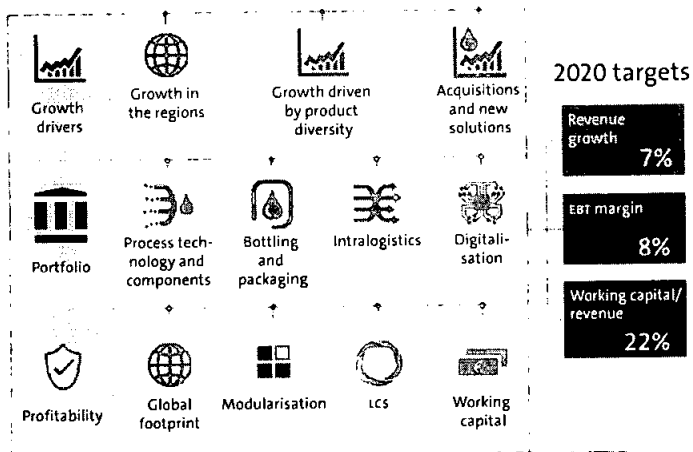 Growth
drivers
Growth in
the regions
Growth driven
by product
diversity
Acquisitions
and new
solutions
Portfolio
Process tech-
nology and
components
Bottling
and
packaging
Intralogistics
Digitali-
sation
Profitability
Global
footprint
Modularisation
LCS
Working
capital
2020 targets
Revenue
growth
7%
EBT margin
8%
Working capital/
revenue
22%